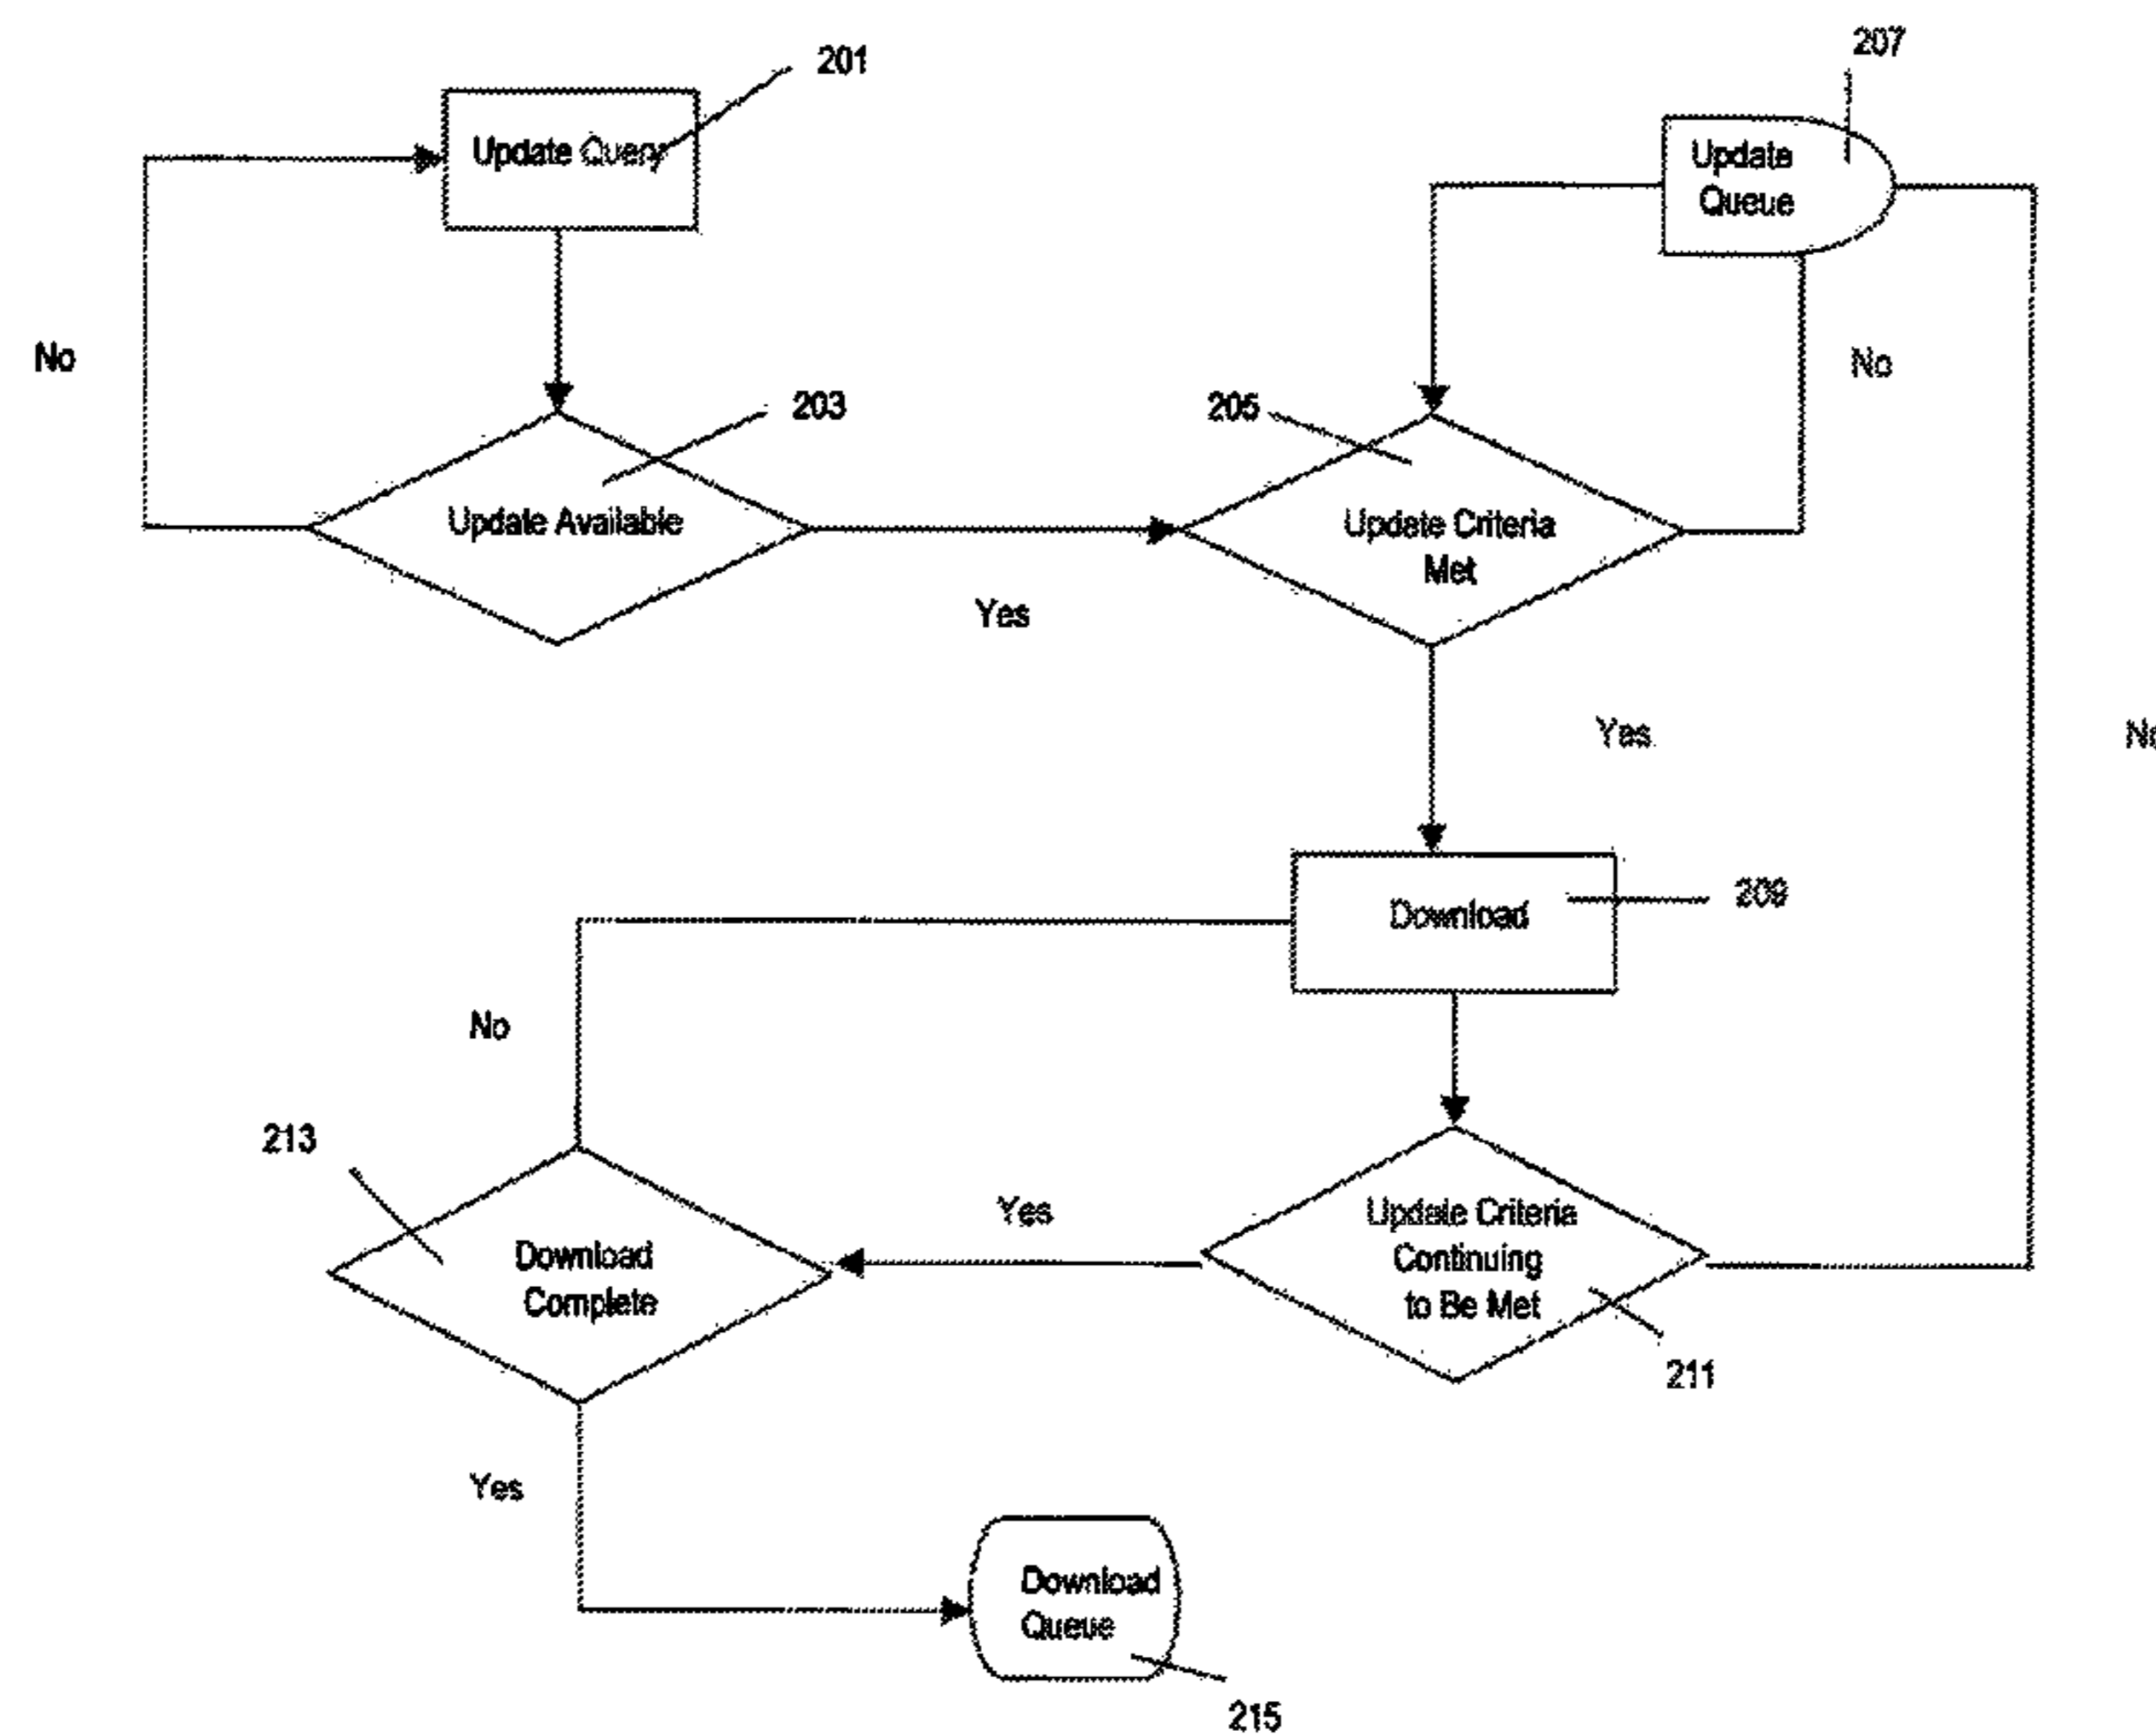 201
207
Update Query
Update
Queue
No
No
203
205
Update Available
Update Criteria
Met
Yes
Yes
No
Download
209
No
213
Yes
Update Criteria
Continuing
to Be Met
Download
Complete
211
Yes
Download
Queue
215